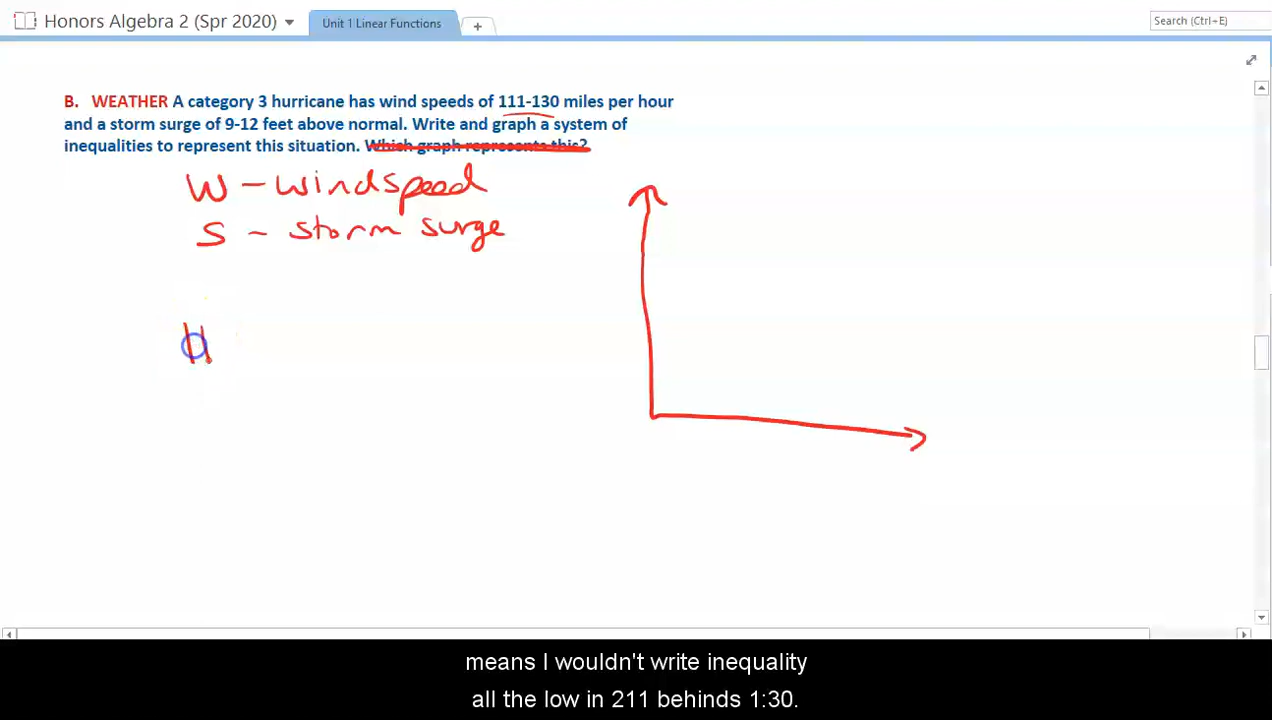 Honors Algebra 2 (Spr 2020)
Unit 1 Linear Functions
Search (Ctrl+E)
B. WEATHER A category 3 hurricane has wind speeds of 111-130 miles per hour
and a storm surge of 9-12 feet above normal. Write and graph a system of
inequalities to represent this situation. Which graph represents this?
W - windspeed
S - storm surge
11
means I wouldn't write inequality
all the low in 211 behinds 1:30.